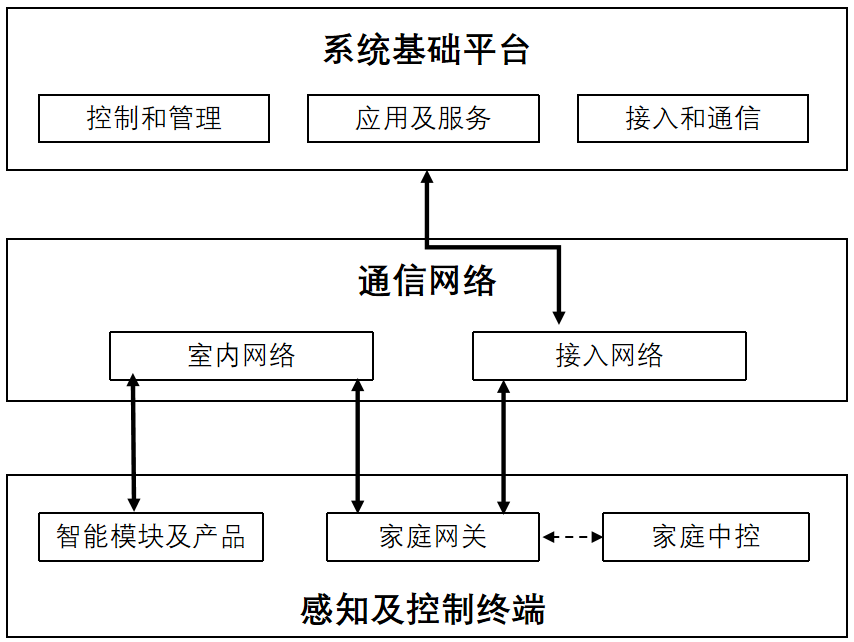 系统基础平台
控制和管理
应用及服务
接入和通信
通信网络
室内网络
接入网络
智能模块及产品
家庭网关
家庭中控
感知及控制终端